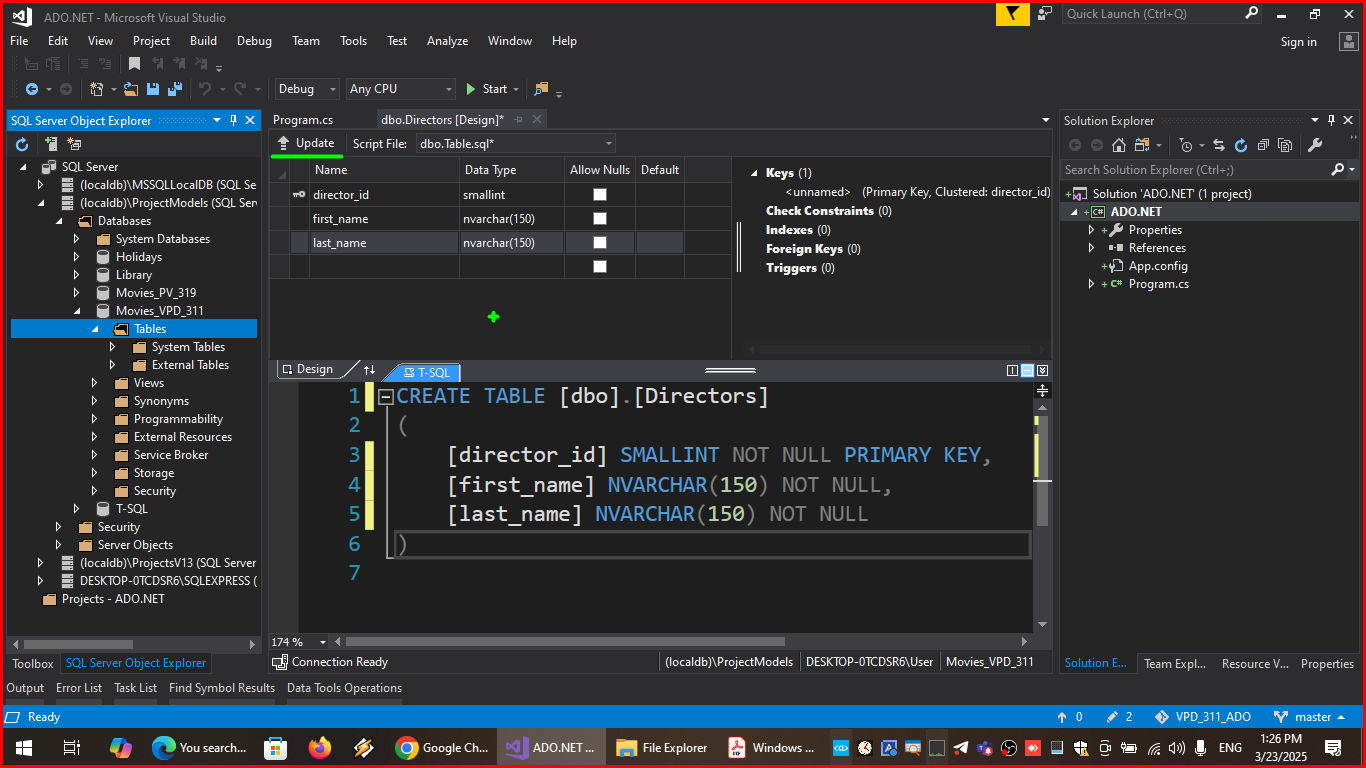 ADO.NET - Microsoft Visual Studio
Quick Launch (Ctrl+Q)
File Edit View Project Build Debug Team Tools Test Analyze Window Help
Sign in
Debug Any CPU Start
SQL Server Object Explorer
SQL Server
(localdb)\MSSQLLocalDB (SQL Se
(localdb)\ProjectModels (SQL Ser
Databases
System Databases
Holidays
Library
Movies_PV_319
Movies_VPD_311
Tables
System Tables
External Tables
Views
Synonyms
Programmability
External Resources
Service Broker
Storage
Security
T-SQL
Security
Server Objects
(localdb)\ProjectsV13 (SQL Server
DESKTOP-0TCDSR6\SQLEXPRESS (
Projects - ADO.NET
Toolbox SQL Server Object Explorer
Program.cs dbo.Directors [Design]*
Update Script File: dbo.Table.sql*
Name Data Type Allow Nulls Default
director_id smallint
first_name nvarchar(150)
last_name nvarchar(150)
Keys (1)
<unnamed> (Primary Key, Clustered: director_id)
Check Constraints (0)
Indexes (0)
Foreign Keys (0)
Triggers (0)
Design T-SQL
1 CREATE TABLE [dbo].[Directors]
2 (
3 [director_id] SMALLINT NOT NULL PRIMARY KEY,
4 [first_name] NVARCHAR(150) NOT NULL,
5 [last_name] NVARCHAR(150) NOT NULL
6 )
7
174 %
Connection Ready (localdb)\ProjectModels DESKTOP-0TCDSR6\User Movies_VPD_311
Solution Explorer
Search Solution Explorer (Ctrl+;)
Solution 'ADO.NET' (1 project)
C# ADO.NET
Properties
References
App.config
C# Program.cs
Solution E... Team Expl... Resource V... Properties
Output Error List Task List Find Symbol Results Data Tools Operations
Ready 0 2 VPD_311_ADO master
You search... Google Ch... ADO.NET ... File Explorer Windows ... ENG 1:26 PM
3/23/2025